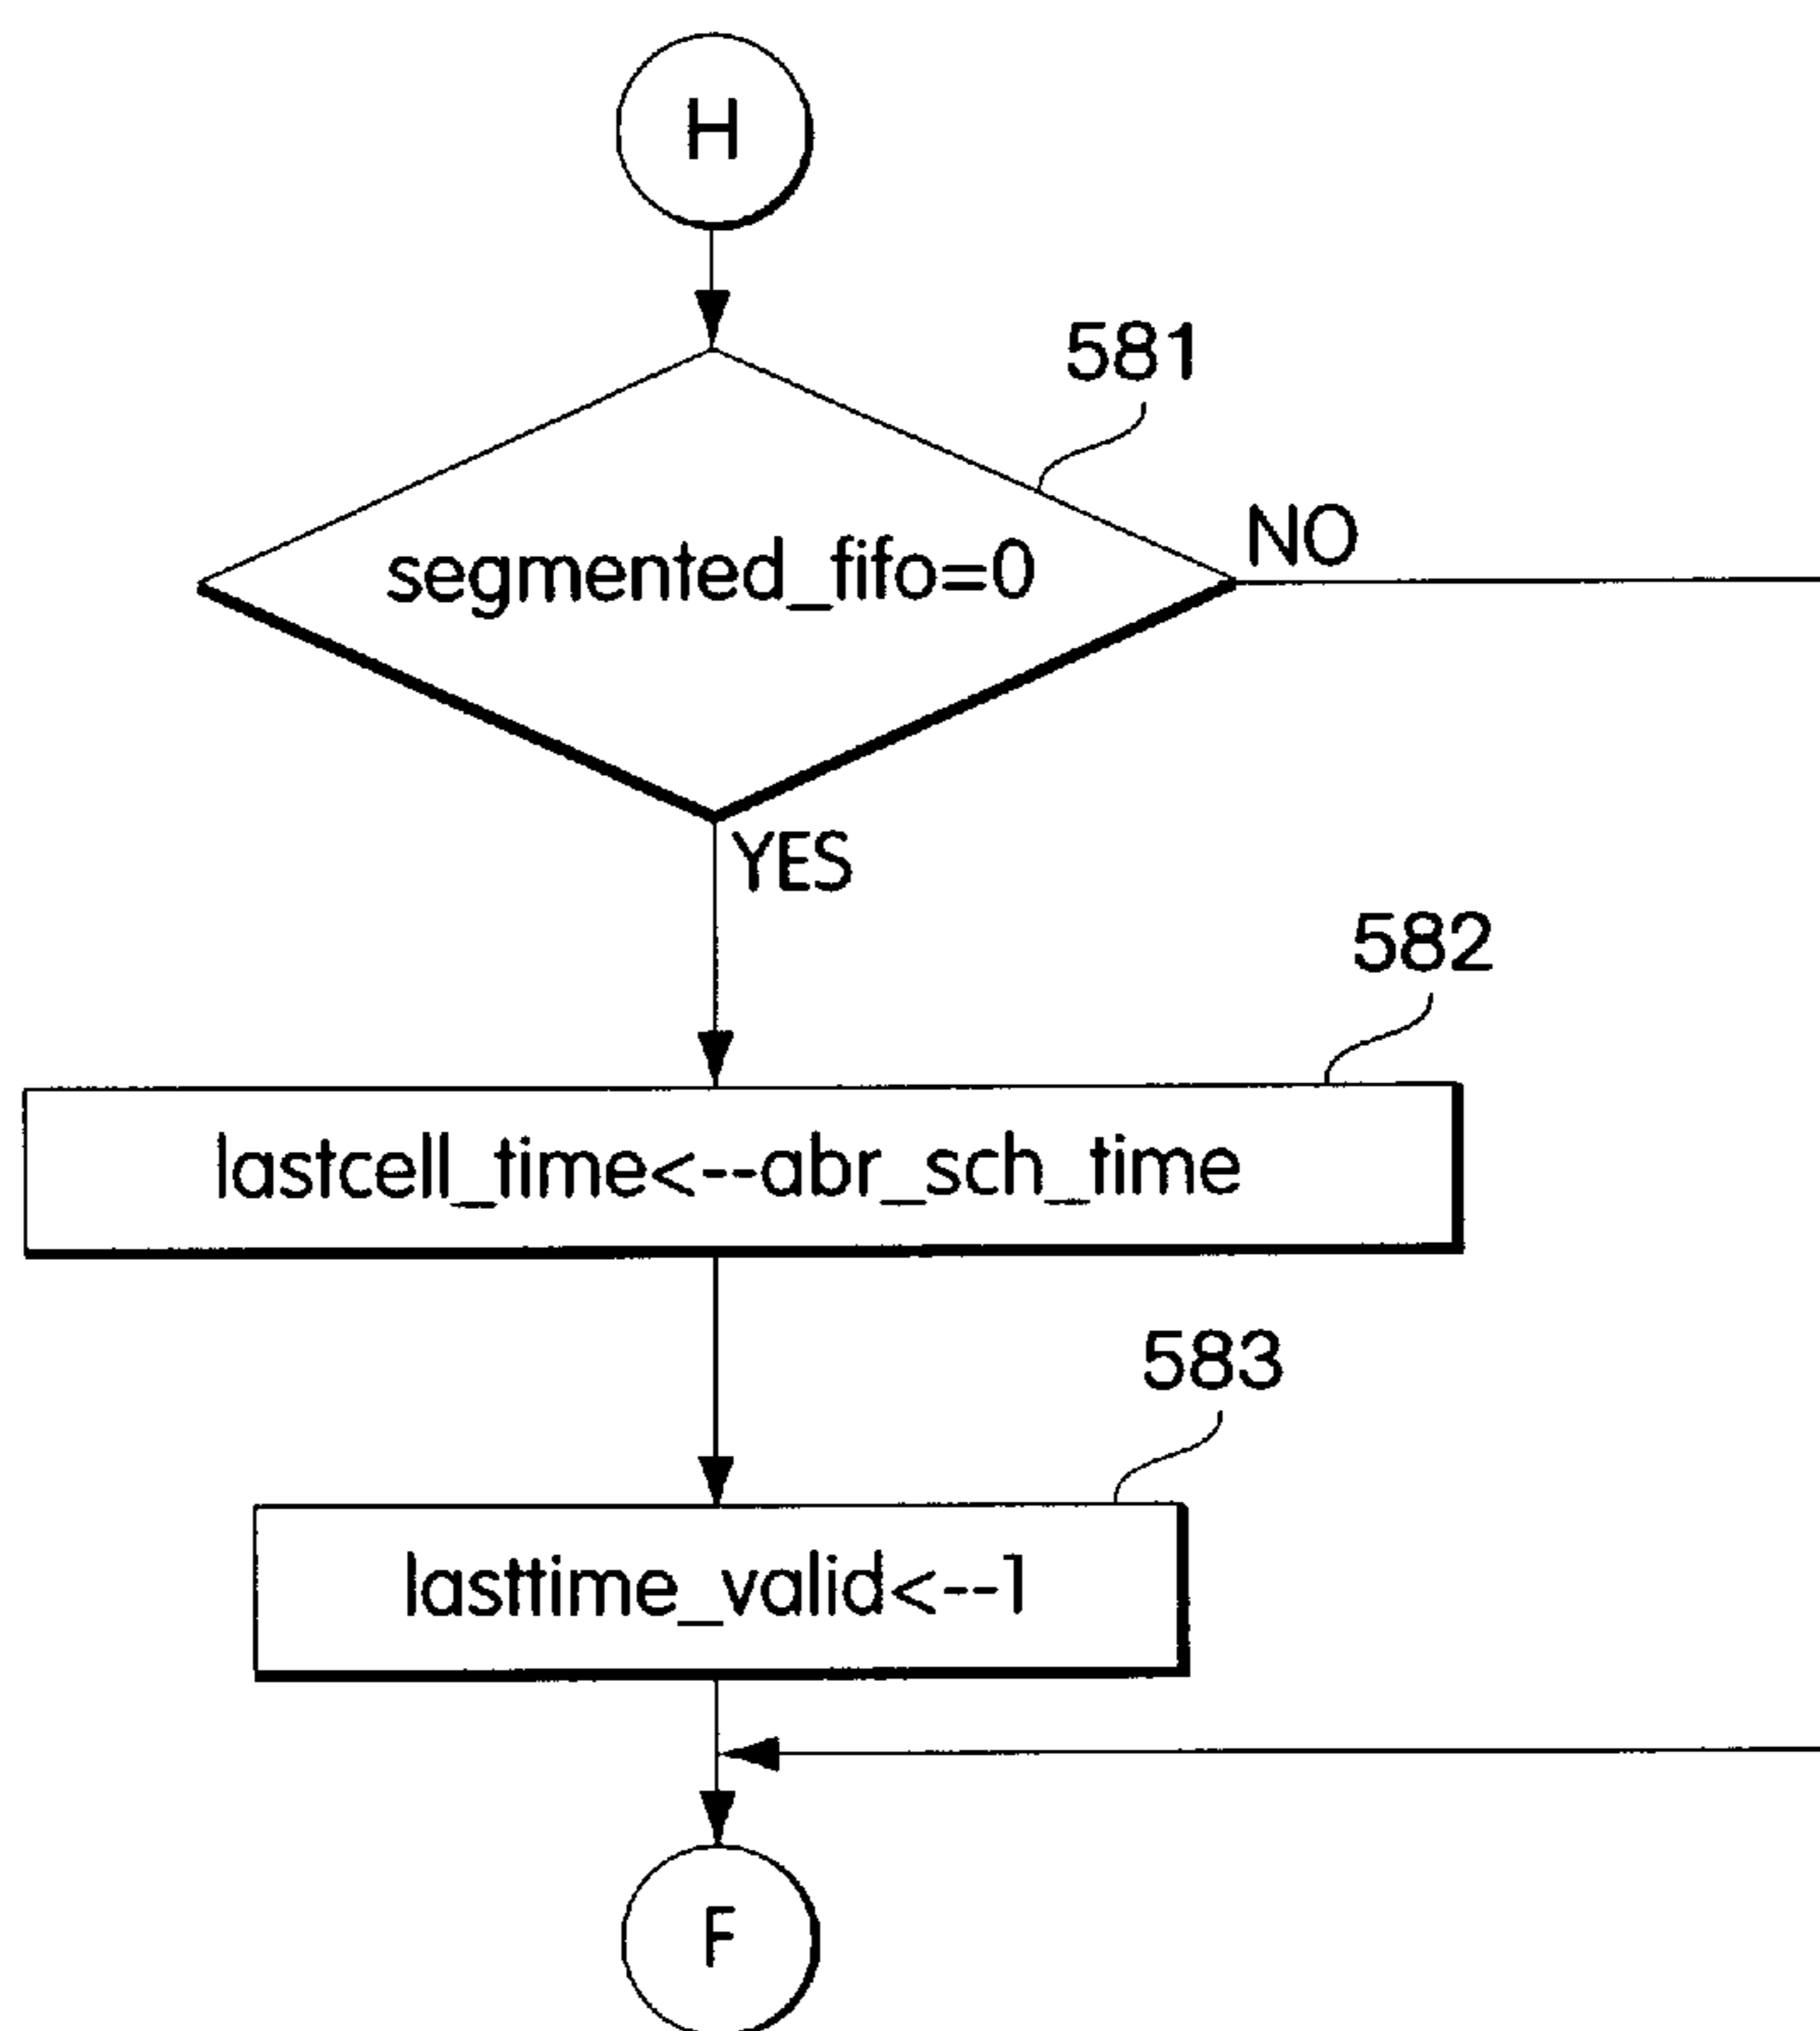 H
581
segmented_fifo=0
NO
YES
582
lastcell_time<--abr_sch_time
583
lasttime_valid<--1
F